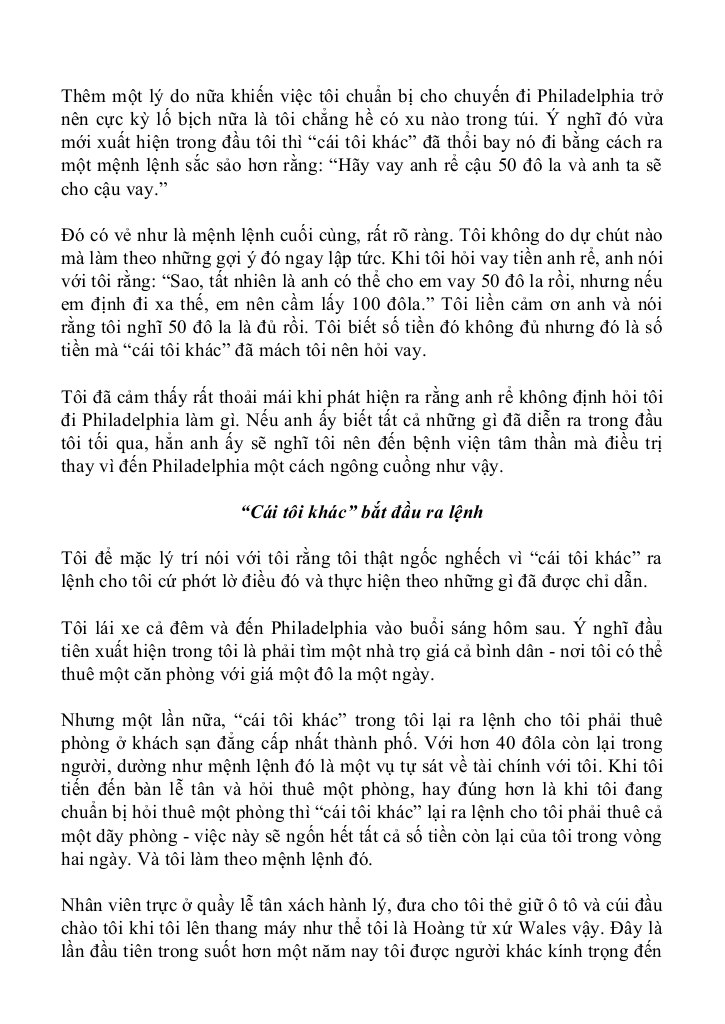 Thêm một lý do nữa khiến việc tôi chuẩn bị cho chuyến đi Philadelphia trở
nên cực kỳ lố bịch nữa là tôi chẳng hề có xu nào trong túi. Ý nghĩ đó vừa
mới xuất hiện trong đầu tôi thì “cái tôi khác” đã thổi bay nó đi bằng cách ra
một mệnh lệnh sắc sảo hơn rằng: “Hãy vay anh rể cậu 50 đô la và anh ta sẽ
cho cậu vay.”
Đó có vẻ như là mệnh lệnh cuối cùng, rất rõ ràng. Tôi không do dự chút nào
mà làm theo những gợi ý đó ngay lập tức. Khi tôi hỏi vay tiền anh rể, anh nói
với tôi rằng: “Sao, tất nhiên là anh có thể cho em vay 50 đô la rồi, nhưng nếu
em định đi xa thế, em nên cầm lấy 100 đôla.” Tôi liền cảm ơn anh và nói
rằng tôi nghĩ 50 đô la là đủ rồi. Tôi biết số tiền đó không đủ nhưng đó là số
tiền mà “cái tôi khác” đã mách tôi nên hỏi vay.
Tôi đã cảm thấy rất thoải mái khi phát hiện ra rằng anh rể không định hỏi tôi
đi Philadelphia làm gì. Nếu anh ấy biết tất cả những gì đã diễn ra trong đầu
tôi tối qua, hẳn anh ấy sẽ nghĩ tôi nên đến bệnh viện tâm thần mà điều trị
thay vì đến Philadelphia một cách ngông cuồng như vậy.
“Cái tôi khác” bắt đầu ra lệnh
Tôi để mặc lý trí nói với tôi rằng tôi thật ngốc nghếch vì “cái tôi khác” ra
lệnh cho tôi cứ phớt lờ điều đó và thực hiện theo những gì đã được chỉ dẫn.
Tôi lái xe cả đêm và đến Philadelphia vào buổi sáng hôm sau. Ý nghĩ đầu
tiên xuất hiện trong tôi là phải tìm một nhà trọ giá cả bình dân - nơi tôi có thể
thuê một căn phòng với giá một đô la một ngày.
Nhưng một lần nữa, “cái tôi khác” trong tôi lại ra lệnh cho tôi phải thuê
phòng ở khách sạn đẳng cấp nhất thành phố. Với hơn 40 đôla còn lại trong
người, dường như mệnh lệnh đó là một vụ tự sát về tài chính với tôi. Khi tôi
tiến đến bàn lễ tân và hỏi thuê một phòng, hay đúng hơn là khi tôi đang
chuẩn bị hỏi thuê một phòng thì “cái tôi khác” lại ra lệnh cho tôi phải thuê cả
một dãy phòng - việc này sẽ ngốn hết tất cả số tiền còn lại của tôi trong vòng
hai ngày. Và tôi làm theo mệnh lệnh đó.
Nhân viên trực ở quầy lễ tân xách hành lý, đưa cho tôi thẻ giữ ô tô và cúi đầu
chào tôi khi tôi lên thang máy như thể tôi là Hoàng tử xứ Wales vậy. Đây là
lần đầu tiên trong suốt hơn một năm nay tôi được người khác kính trọng đến